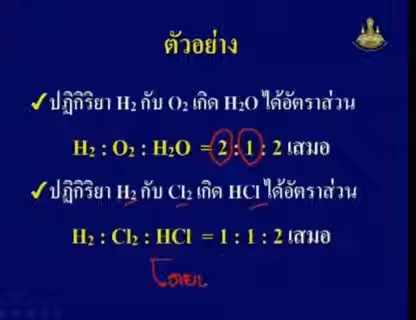 ตัวอย่าง
✓ปฏิกิริยา H₂ กับ O₂ เกิด H₂O ได้อัตราส่วน
H₂ : O₂ : H₂O = 2 : 1 : 2 เสมอ
✓ปฏิกิริยา H₂ กับ Cl₂ เกิด HCl ได้อัตราส่วน
H₂ : Cl₂ : HCl = 1 : 1 : 2 เสมอ